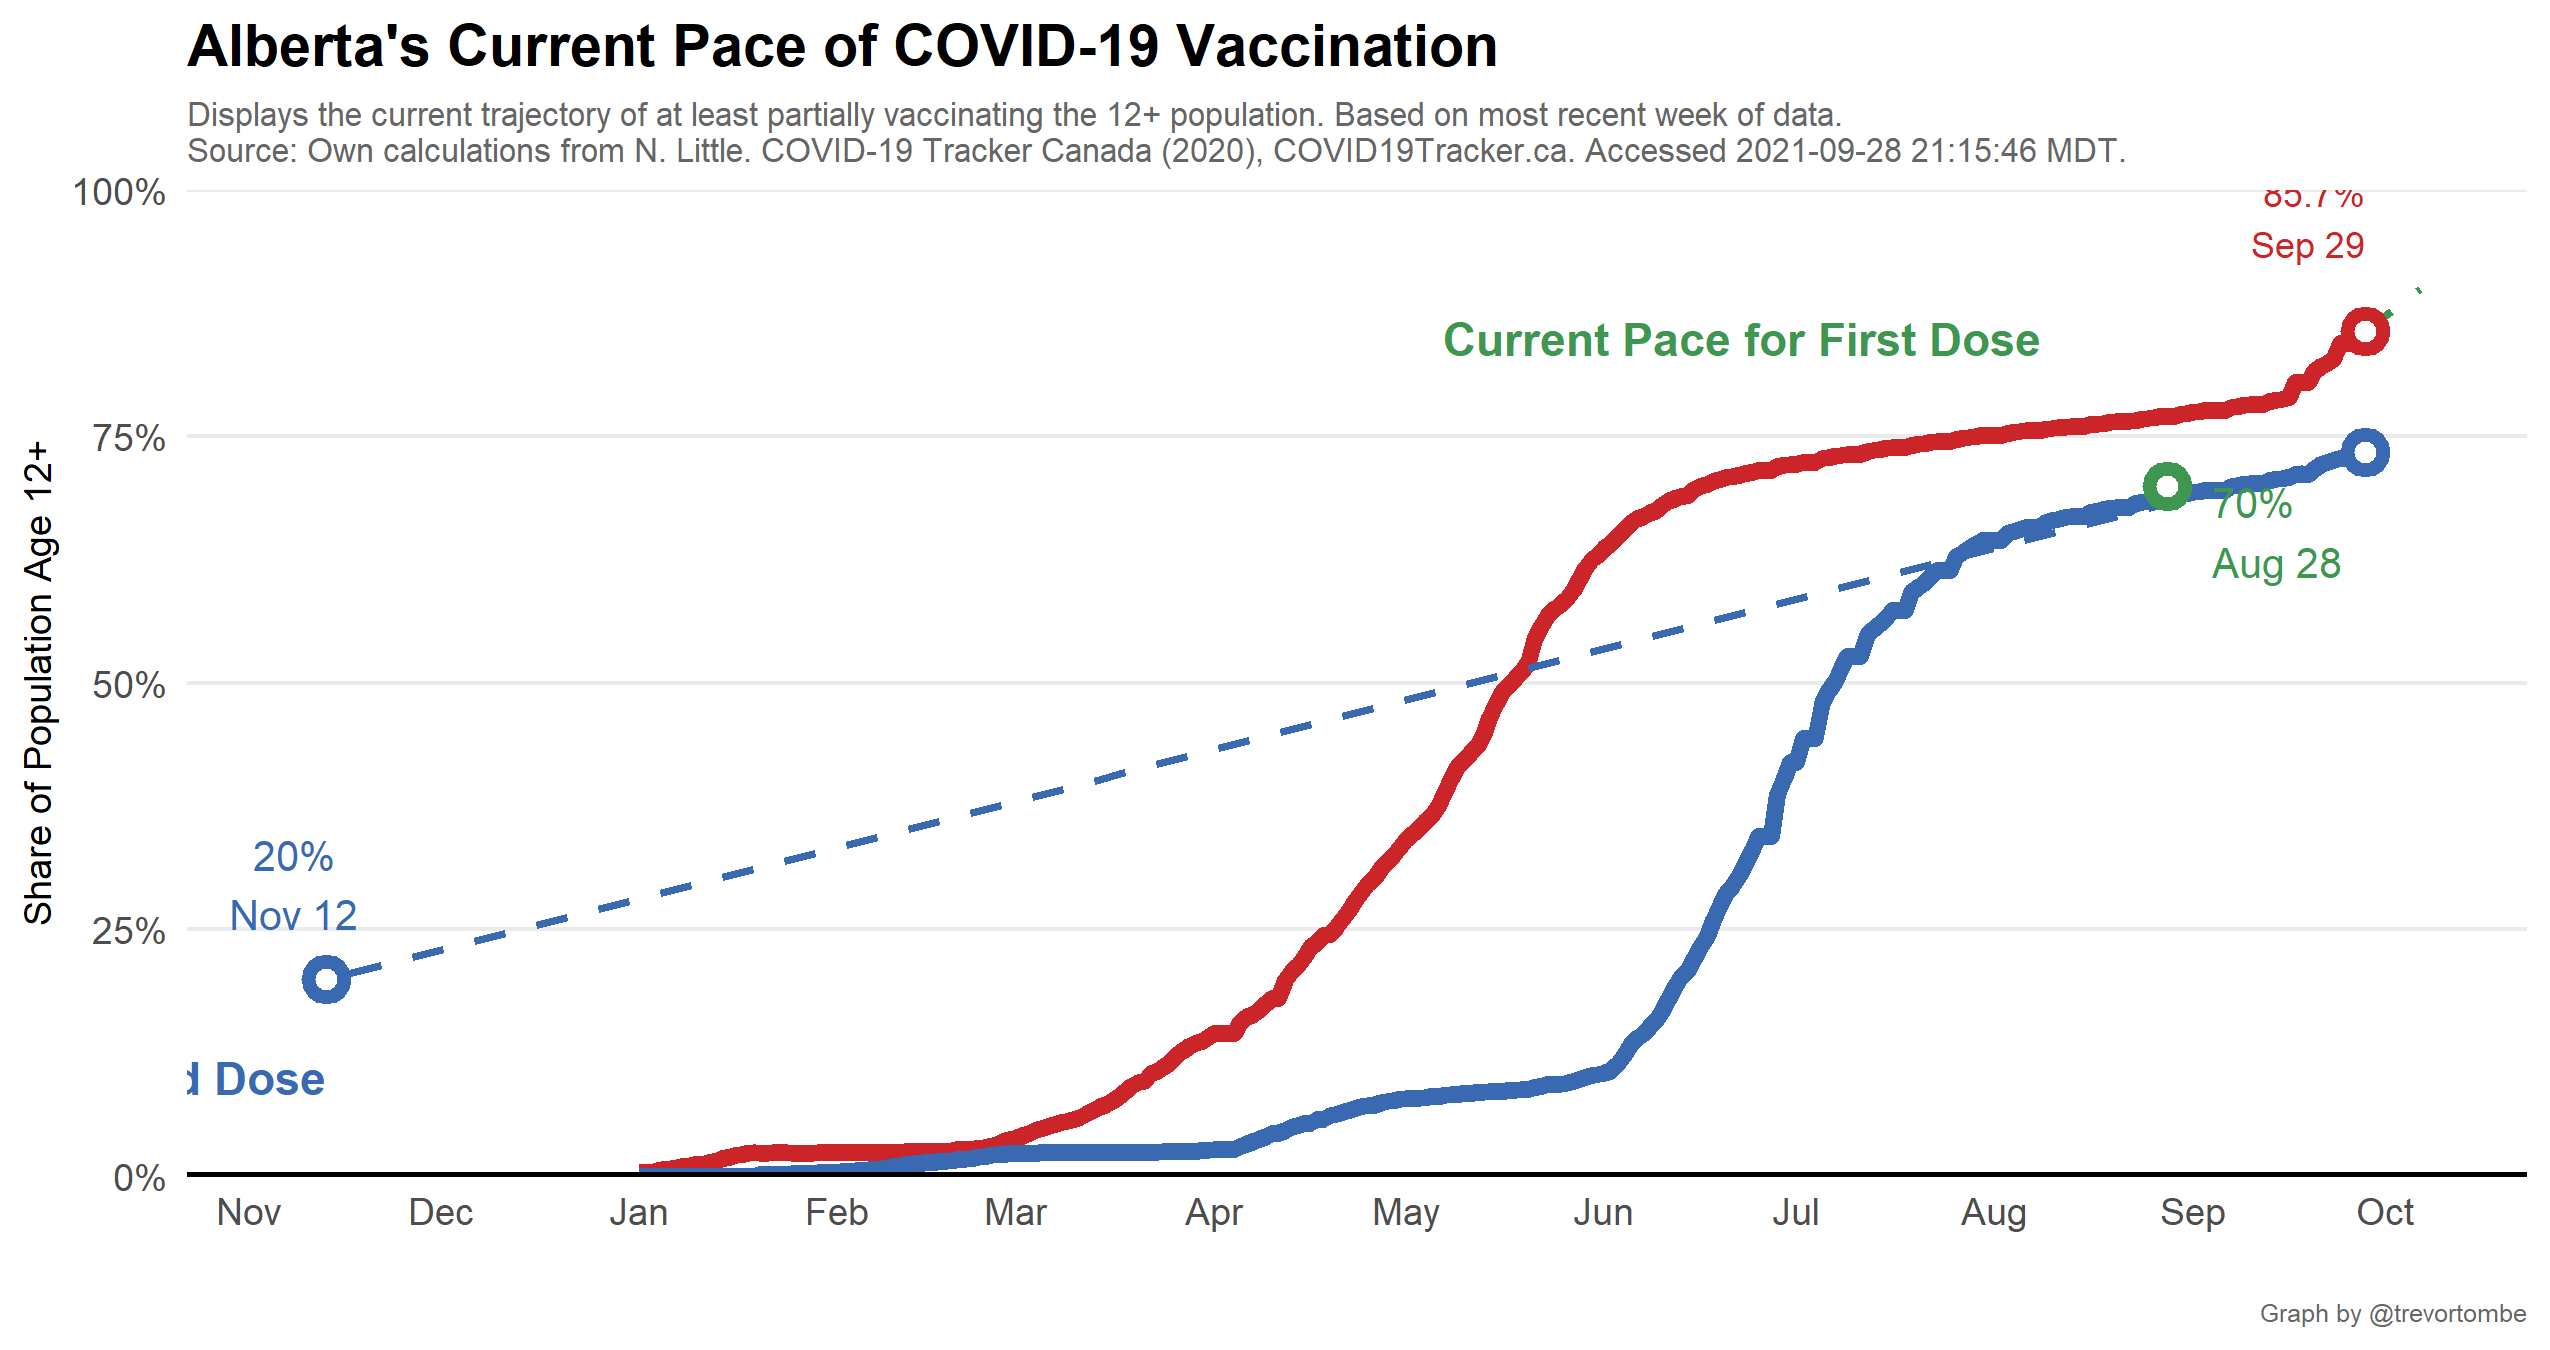 Alberta's Current Pace of COVID-19 Vaccination
Displays the current trajectory of at least partially vaccinating the 12+ population. Based on most recent week of data.
Source: Own calculations from N. Little. COVID-19 Tracker Canada (2020), COVID19Tracker.ca. Accessed 2021-09-28 21:15:46 MDT.
100%
85.7%
Sep 29
Current Pace for First Dose
75%
70%
Aug 28
50%
20%
Nov 12
25%
d Dose
0%
Share of Population Age 12+
Nov Dec Jan Feb Mar Apr May Jun Jul Aug Sep Oct
Graph by @trevortombe